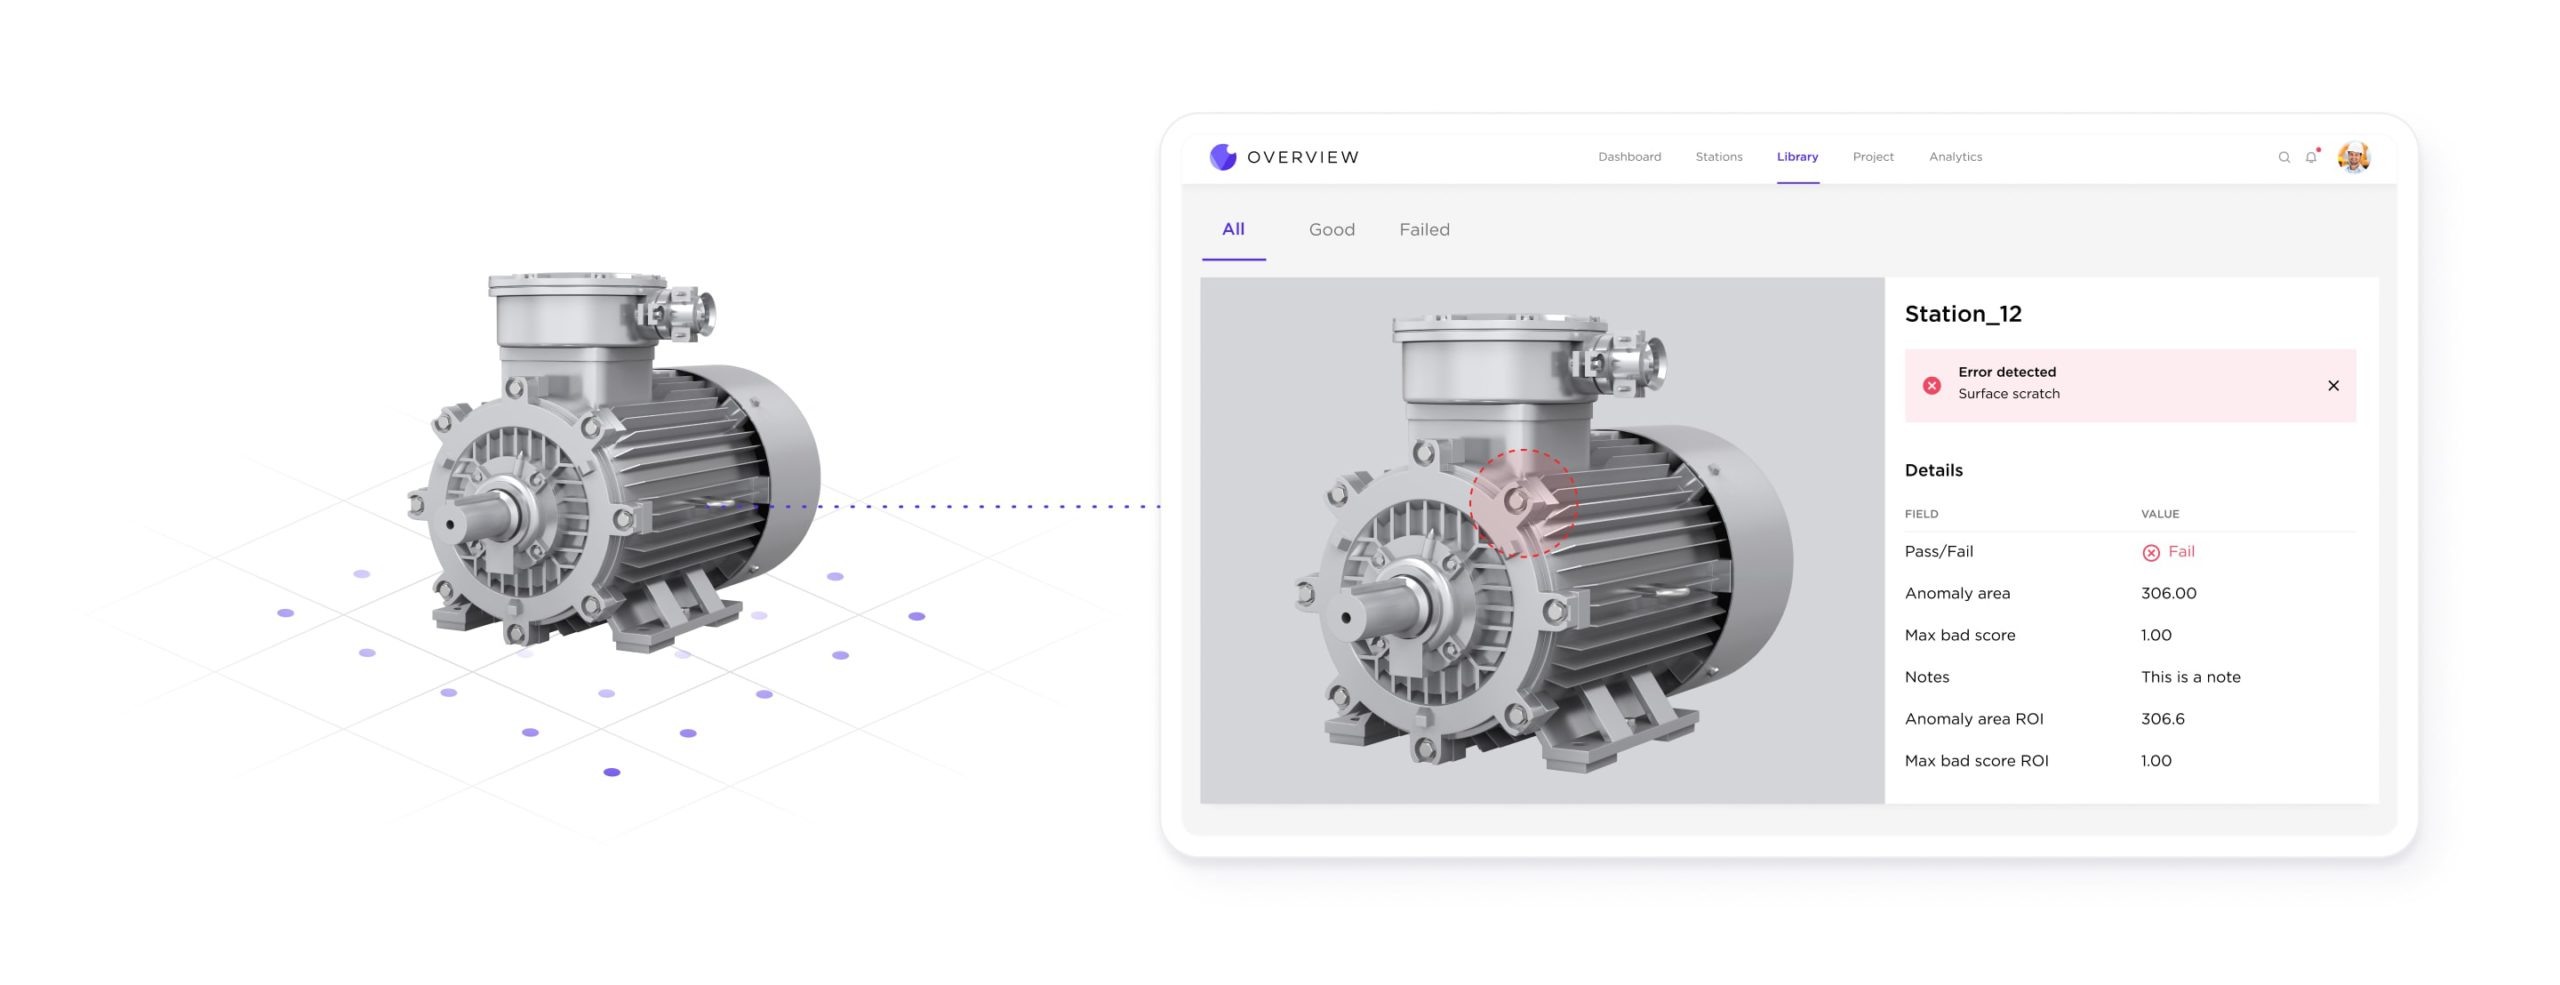 OVERVIEW
Dashboard Stations Library Project Analytics
All Good Failed
Station_12
Error detected
Surface scratch
Details
FIELD VALUE
Pass/Fail Fail
Anomaly area 306.00
Max bad score 1.00
Notes This is a note
Anomaly area ROI 306.6
Max bad score ROI 1.00